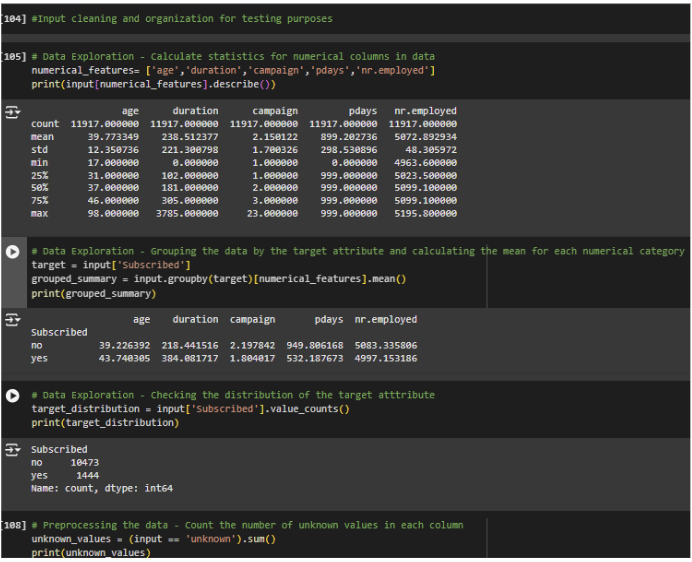 [104] #Input cleaning and organization for testing purposes
[105] # Data Exploration - Calculate statistics for numerical columns in data
numerical_features= ['age','duration','campaign','pdays','nr.employed']
print(input[numerical_features].describe())
age duration campaign pdays nr.employed
count 11917.000000 11917.000000 11917.000000 11917.000000 11917.000000
mean 39.773349 238.512377 2.150122 899.202736 5072.892934
std 12.350736 221.300798 1.700326 298.530896 48.305972
min 17.000000 0.000000 1.000000 0.000000 4963.600000
25% 31.000000 102.000000 1.000000 999.000000 5023.500000
50% 37.000000 181.000000 2.000000 999.000000 5099.100000
75% 46.000000 305.000000 3.000000 999.000000 5099.100000
max 98.000000 3785.000000 23.000000 999.000000 5195.800000
# Data Exploration - Grouping the data by the target attribute and calculating the mean for each numerical category
target = input['Subscribed']
grouped_summary = input.groupby(target)[numerical_features].mean()
print(grouped_summary)
age duration campaign pdays nr.employed
Subscribed
no 39.226392 218.441516 2.197842 949.806168 5083.335806
yes 43.740305 384.081717 1.804017 532.187673 4997.153186
# Data Exploration - Checking the distribution of the target atttribute
target_distribution = input['Subscribed'].value_counts()
print(target_distribution)
Subscribed
no 10473
yes 1444
Name: count, dtype: int64
[108] # Preprocessing the data - Count the number of unknown values in each column
unknown_values = (input == 'unknown').sum()
print(unknown_values)